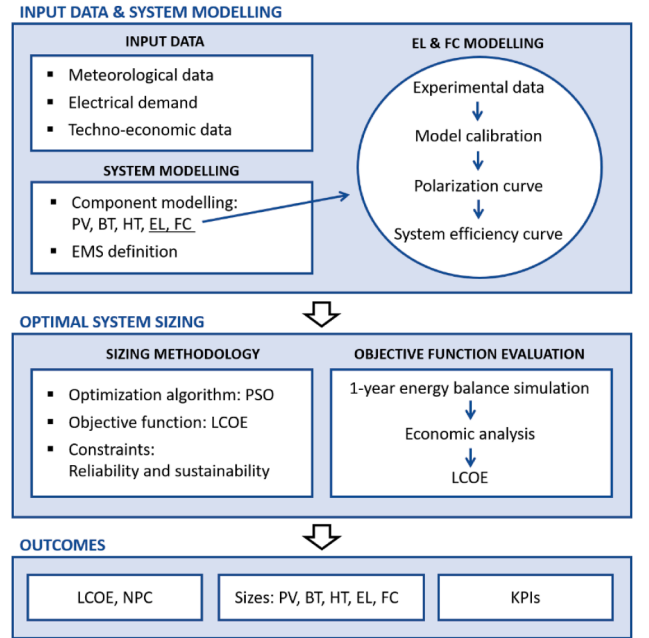 INPUT DATA & SYSTEM MODELLING
INPUT DATA
▪ Meteorological data
▪ Electrical demand
▪ Techno-economic data
SYSTEM MODELLING
▪ Component modelling:
PV, BT, HT, EL, FC
▪ EMS definition
EL & FC MODELLING
Experimental data
Model calibration
Polarization curve
System efficiency curve
OPTIMAL SYSTEM SIZING
SIZING METHODOLOGY
▪ Optimization algorithm: PSO
▪ Objective function: LCOE
▪ Constraints:
Reliability and sustainability
OBJECTIVE FUNCTION EVALUATION
1-year energy balance simulation
Economic analysis
LCOE
OUTCOMES
LCOE, NPC
Sizes: PV, BT, HT, EL, FC
KPIs